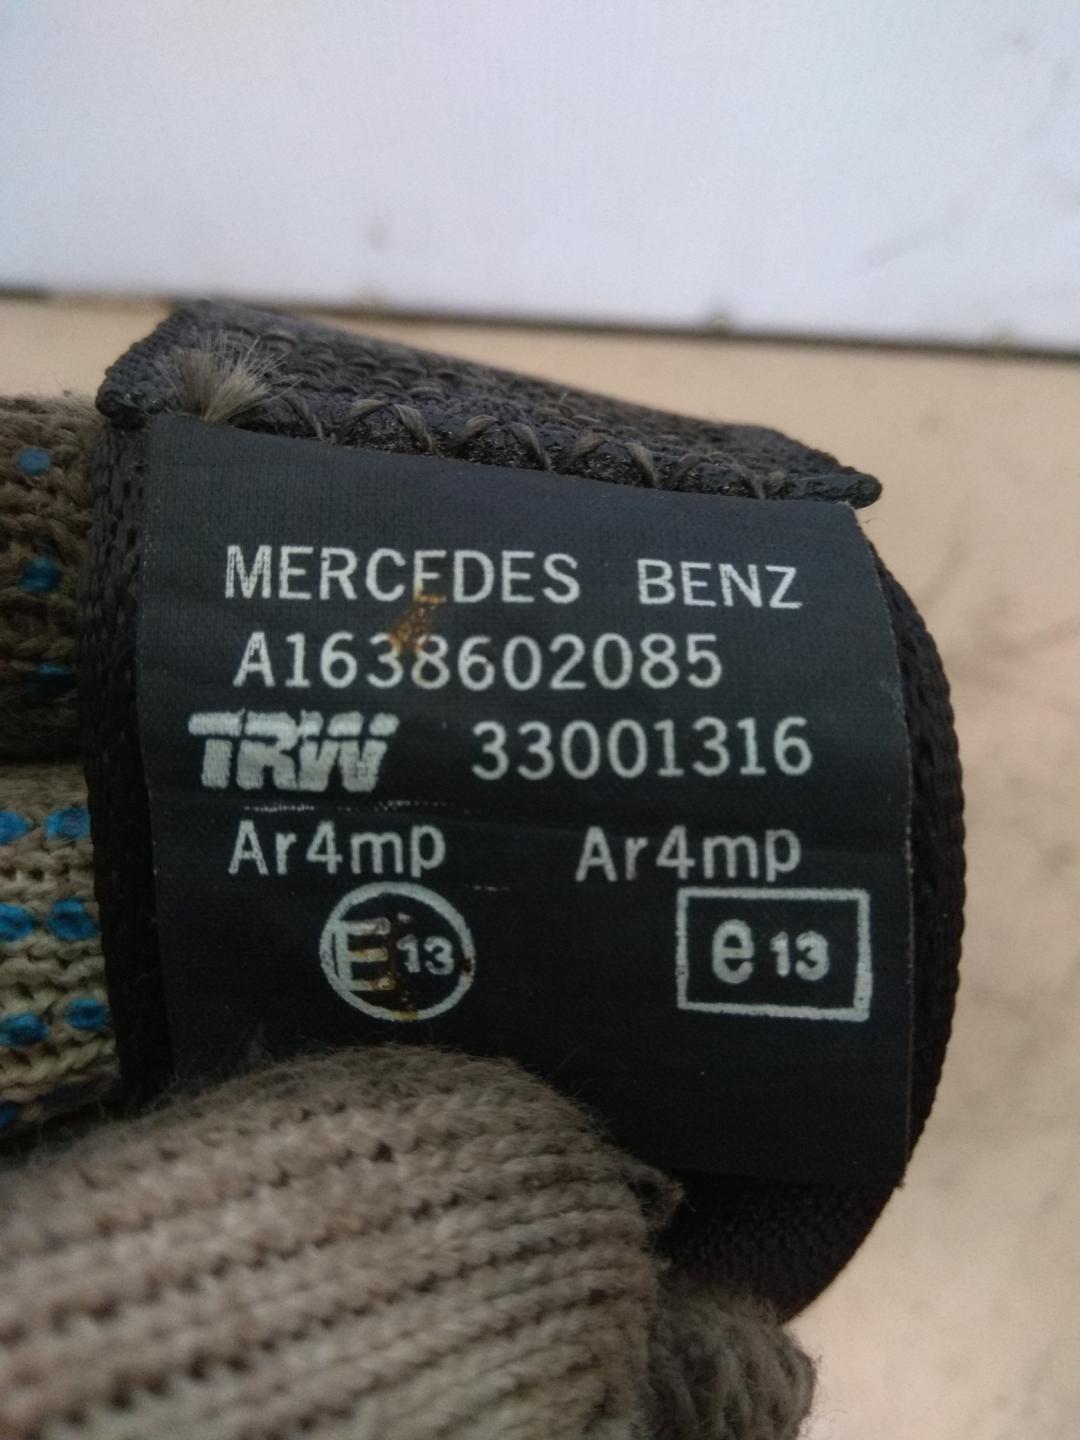 MERCEDES BENZ
A1638602085
TRW 33001316
Ar4mp Ar4mp
E13 e13